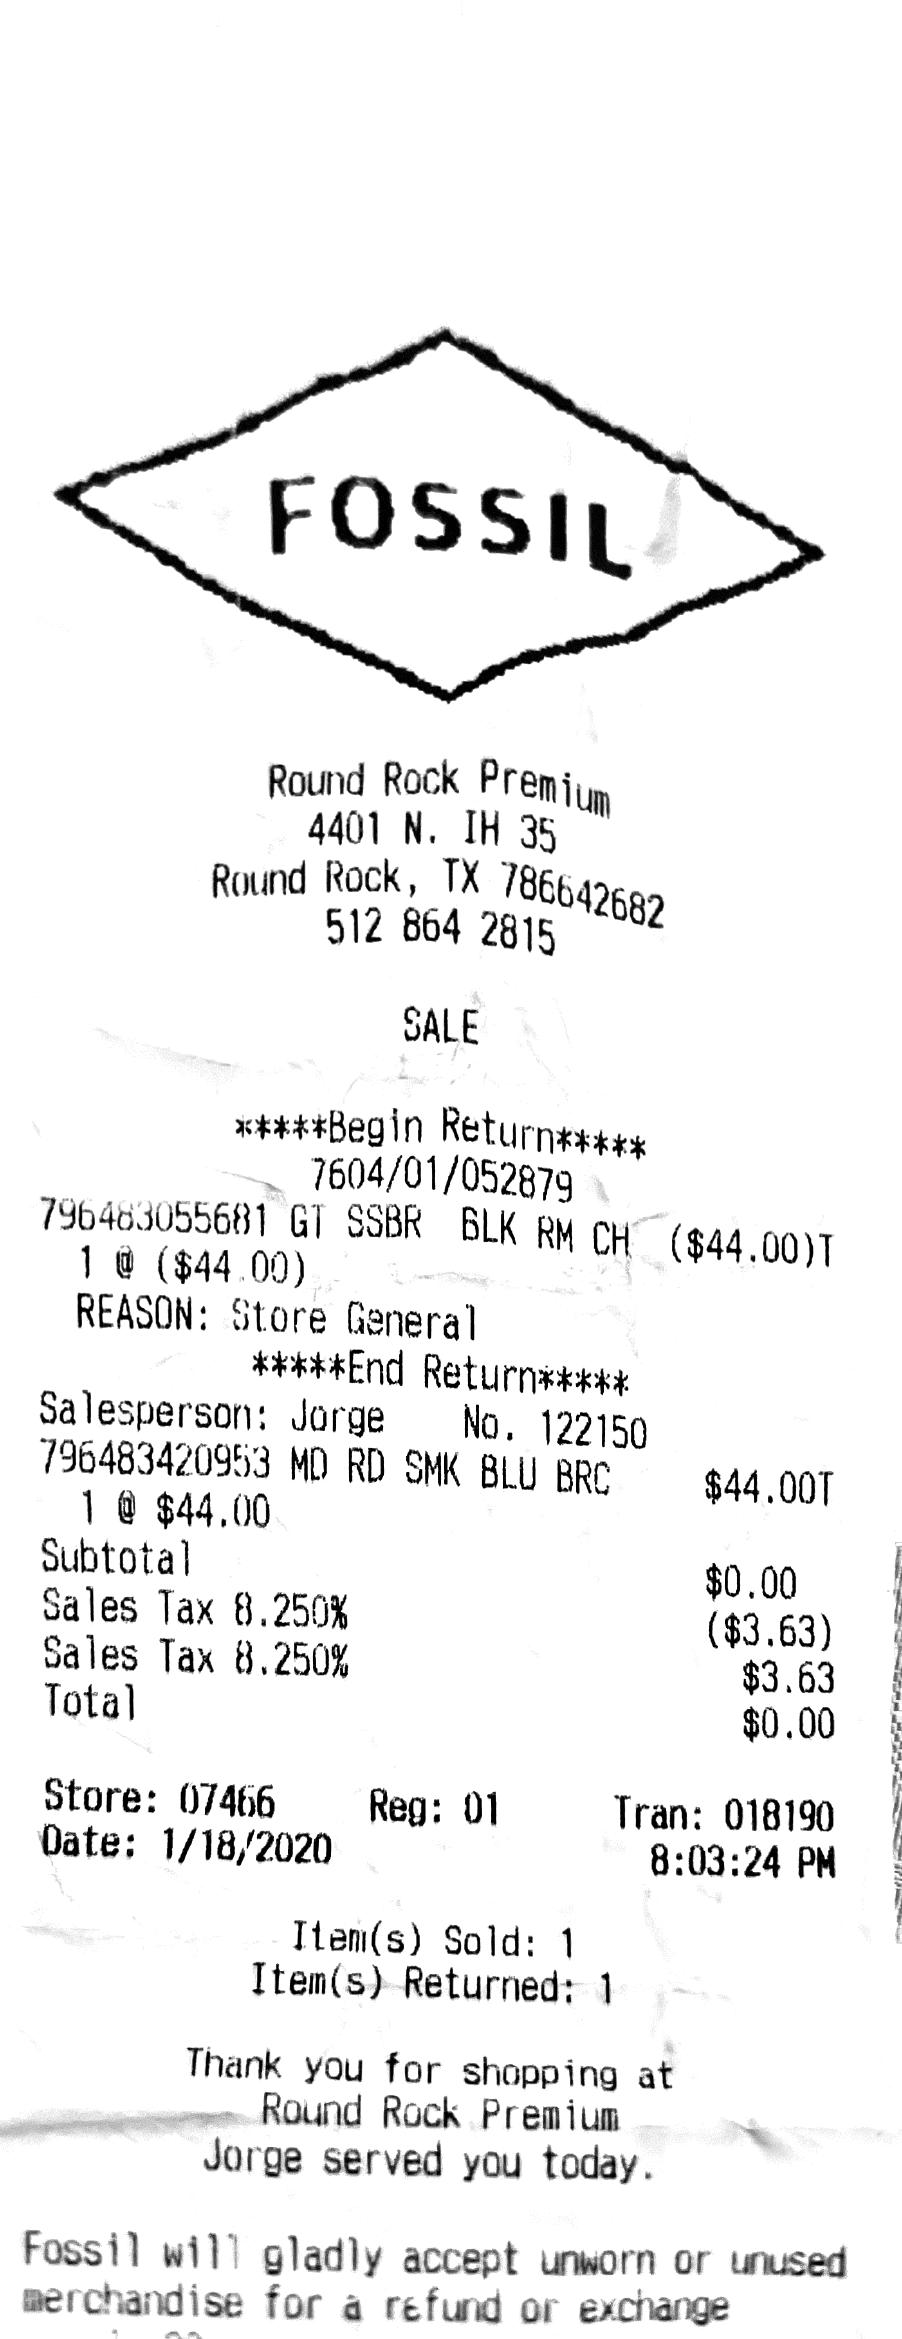 FOSSIL
Round Rock Premium
4401 N. IH 35
Round Rock, TX 786642682
512 864 2815
SALE
*****Begin Return*****
7604/01/052879
796483055681 GT SSBR BLK RM CH ($44.00)T
1 @ ($44.00)
REASON: Store General
*****End Return*****
Salesperson: Jorge No. 122150
796483420953 MD RD SMK BLU BRC $44.00T
1 @ $44.00
Subtotal $0.00
Sales Tax 8.250% ($3.63)
Sales Tax 8.250% $3.63
Total $0.00
Store: 07466 Reg: 01 Tran: 018190
Date: 1/18/2020 8:03:24 PM
Item(s) Sold: 1
Item(s) Returned: 1
Thank you for shopping at
Round Rock Premium
Jorge served you today.
Fossil will gladly accept unworn or unused
merchandise for a refund or exchange